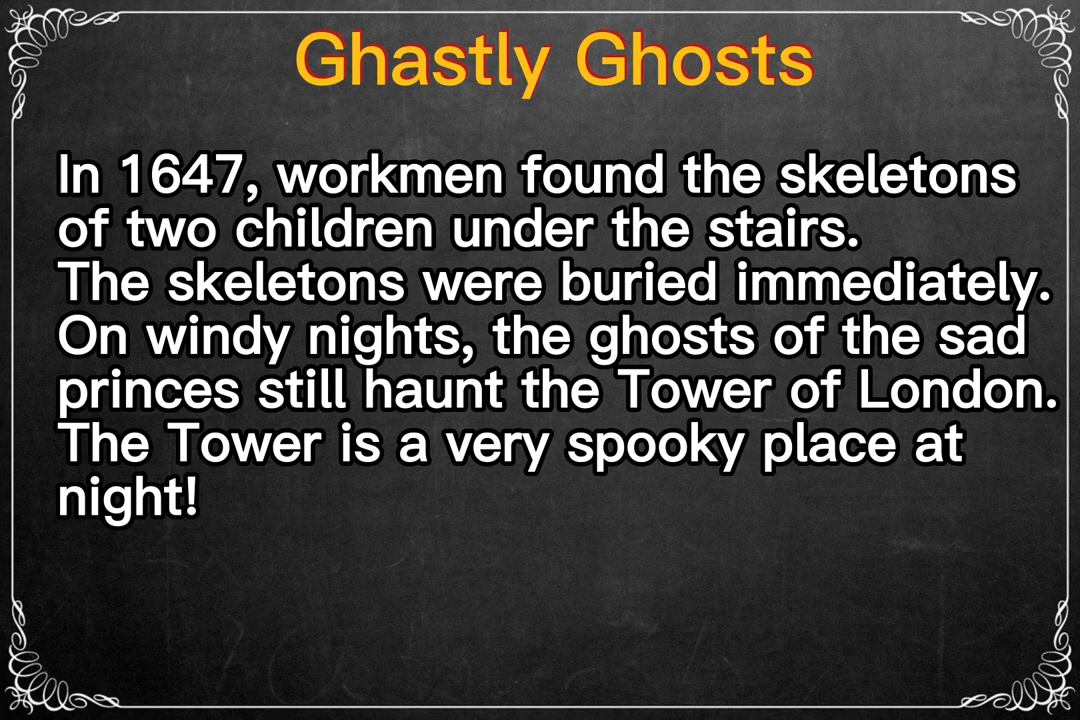 Ghastly Ghosts
In 1647, workmen found the skeletons
of two children under the stairs.
The skeletons were buried immediately.
On windy nights, the ghosts of the sad
princes still haunt the Tower of London.
The Tower is a very spooky place at
night!